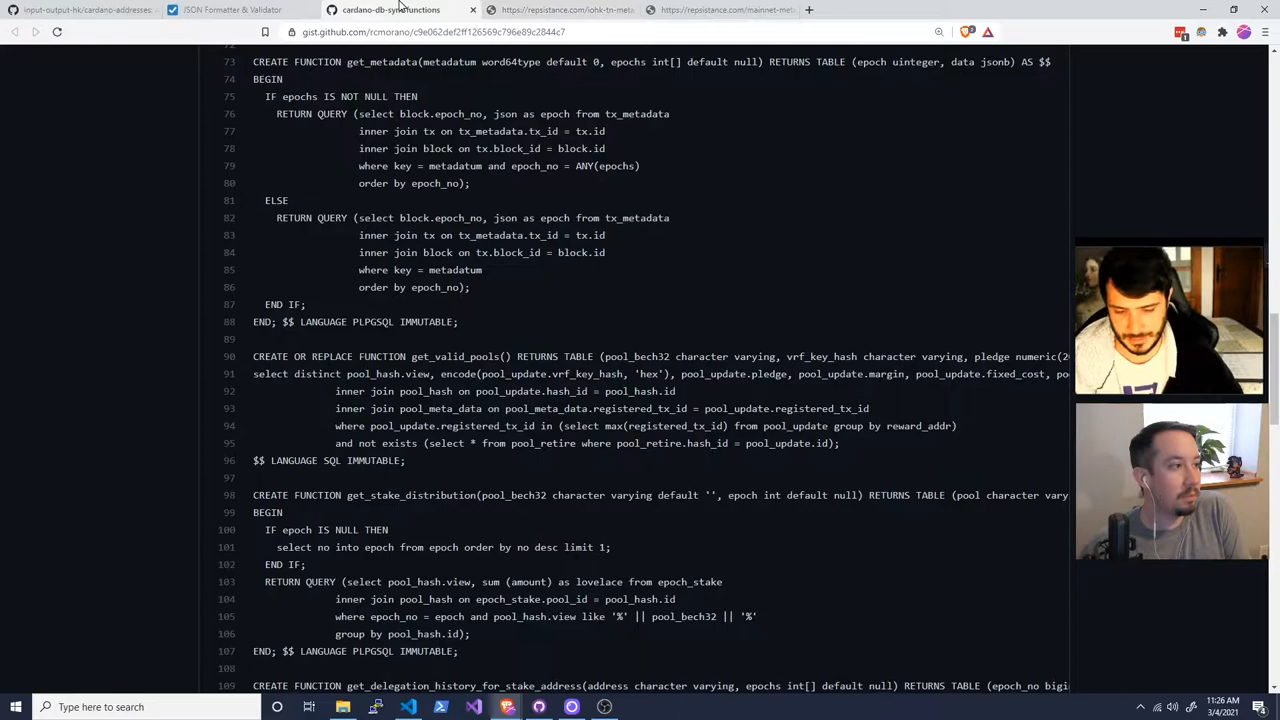 input-output-hk/cardano-addresses:
JSON Formatter & Validator
cardano-db-sync functions
https://repsistance.com/iohk-tn-met
https://repsistance.com/mainnet-met
gist.github.com/rcmorano/c9e062def2ff126569c796e89c2844c7
72
73 CREATE FUNCTION get_metadata(metadatum word64type default 0, epochs int[] default null) RETURNS TABLE (epoch uinteger, data jsonb) AS $$
74 BEGIN
75 IF epochs IS NOT NULL THEN
76 RETURN QUERY (select block.epoch_no, json as epoch from tx_metadata
77 inner join tx on tx_metadata.tx_id = tx.id
78 inner join block on tx.block_id = block.id
79 where key = metadatum and epoch_no = ANY(epochs)
80 order by epoch_no);
81 ELSE
82 RETURN QUERY (select block.epoch_no, json as epoch from tx_metadata
83 inner join tx on tx_metadata.tx_id = tx.id
84 inner join block on tx.block_id = block.id
85 where key = metadatum
86 order by epoch_no);
87 END IF;
88 END; $$ LANGUAGE PLPGSQL IMMUTABLE;
89
90 CREATE OR REPLACE FUNCTION get_valid_pools() RETURNS TABLE (pool_bech32 character varying, vrf_key_hash character varying, pledge numeric(2
91 select distinct pool_hash.view, encode(pool_update.vrf_key_hash, 'hex'), pool_update.pledge, pool_update.margin, pool_update.fixed_cost, po
92 inner join pool_hash on pool_update.hash_id = pool_hash.id
93 inner join pool_meta_data on pool_meta_data.registered_tx_id = pool_update.registered_tx_id
94 where pool_update.registered_tx_id in (select max(registered_tx_id) from pool_update group by reward_addr)
95 and not exists (select * from pool_retire where pool_retire.hash_id = pool_update.id);
96 $$ LANGUAGE SQL IMMUTABLE;
97
98 CREATE FUNCTION get_stake_distribution(pool_bech32 character varying default '', epoch int default null) RETURNS TABLE (pool character vary
99 BEGIN
100 IF epoch IS NULL THEN
101 select no into epoch from epoch order by no desc limit 1;
102 END IF;
103 RETURN QUERY (select pool_hash.view, sum (amount) as lovelace from epoch_stake
104 inner join pool_hash on epoch_stake.pool_id = pool_hash.id
105 where epoch_no = epoch and pool_hash.view like '%' || pool_bech32 || '%'
106 group by pool_hash.id);
107 END; $$ LANGUAGE PLPGSQL IMMUTABLE;
108
109 CREATE FUNCTION get_delegation_history_for_stake_address(address character varying, epochs int[] default null) RETURNS TABLE (epoch_no bigi
Type here to search
11:26 AM
3/4/2021